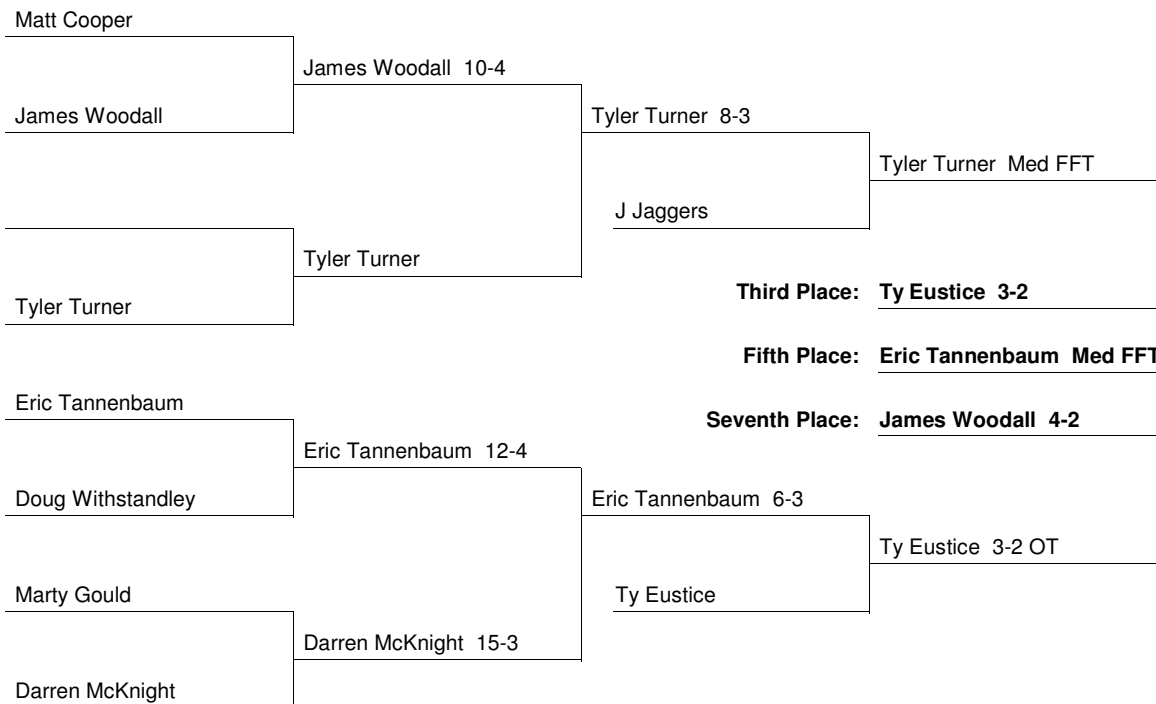 Matt Cooper
James Woodall 10-4
James Woodall
Tyler Turner 8-3
Tyler Turner Med FFT
J Jaggers
Tyler Turner
Third Place: Ty Eustice 3-2
Tyler Turner
Fifth Place: Eric Tannenbaum Med FFT
Eric Tannenbaum
Seventh Place: James Woodall 4-2
Eric Tannenbaum 12-4
Doug Withstandley
Eric Tannenbaum 6-3
Ty Eustice 3-2 OT
Marty Gould
Ty Eustice
Darren McKnight 15-3
Darren McKnight